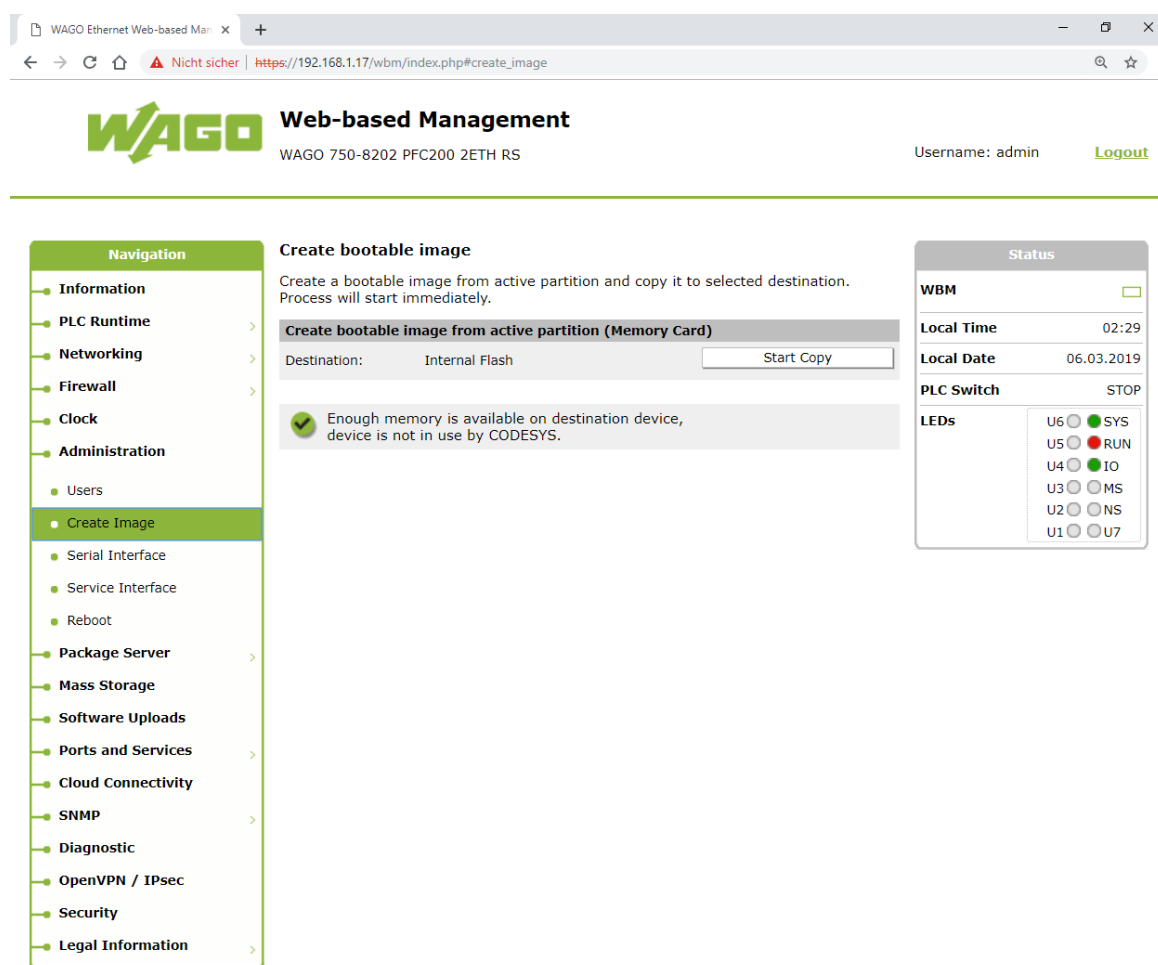 WAGO Ethernet Web-based Man
Nicht sicher | https://192.168.1.17/wbm/index.php#create_image
WAGO
Web-based Management
WAGO 750-8202 PFC200 2ETH RS
Username: admin
Logout
Navigation
Information
PLC Runtime
Networking
Firewall
Clock
Administration
Users
Create Image
Serial Interface
Service Interface
Reboot
Package Server
Mass Storage
Software Uploads
Ports and Services
Cloud Connectivity
SNMP
Diagnostic
OpenVPN / IPsec
Security
Legal Information
Create bootable image
Create a bootable image from active partition and copy it to selected destination.
Process will start immediately.
Create bootable image from active partition (Memory Card)
Destination: Internal Flash Start Copy
Enough memory is available on destination device,
device is not in use by CODESYS.
Status
WBM
Local Time 02:29
Local Date 06.03.2019
PLC Switch STOP
LEDs
U6 SYS
U5 RUN
U4 IO
U3 MS
U2 NS
U1 U7